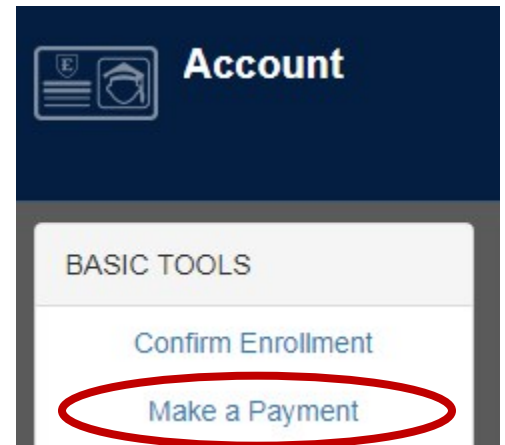 E
Account
BASIC TOOLS
Confirm Enrollment
Make a Payment